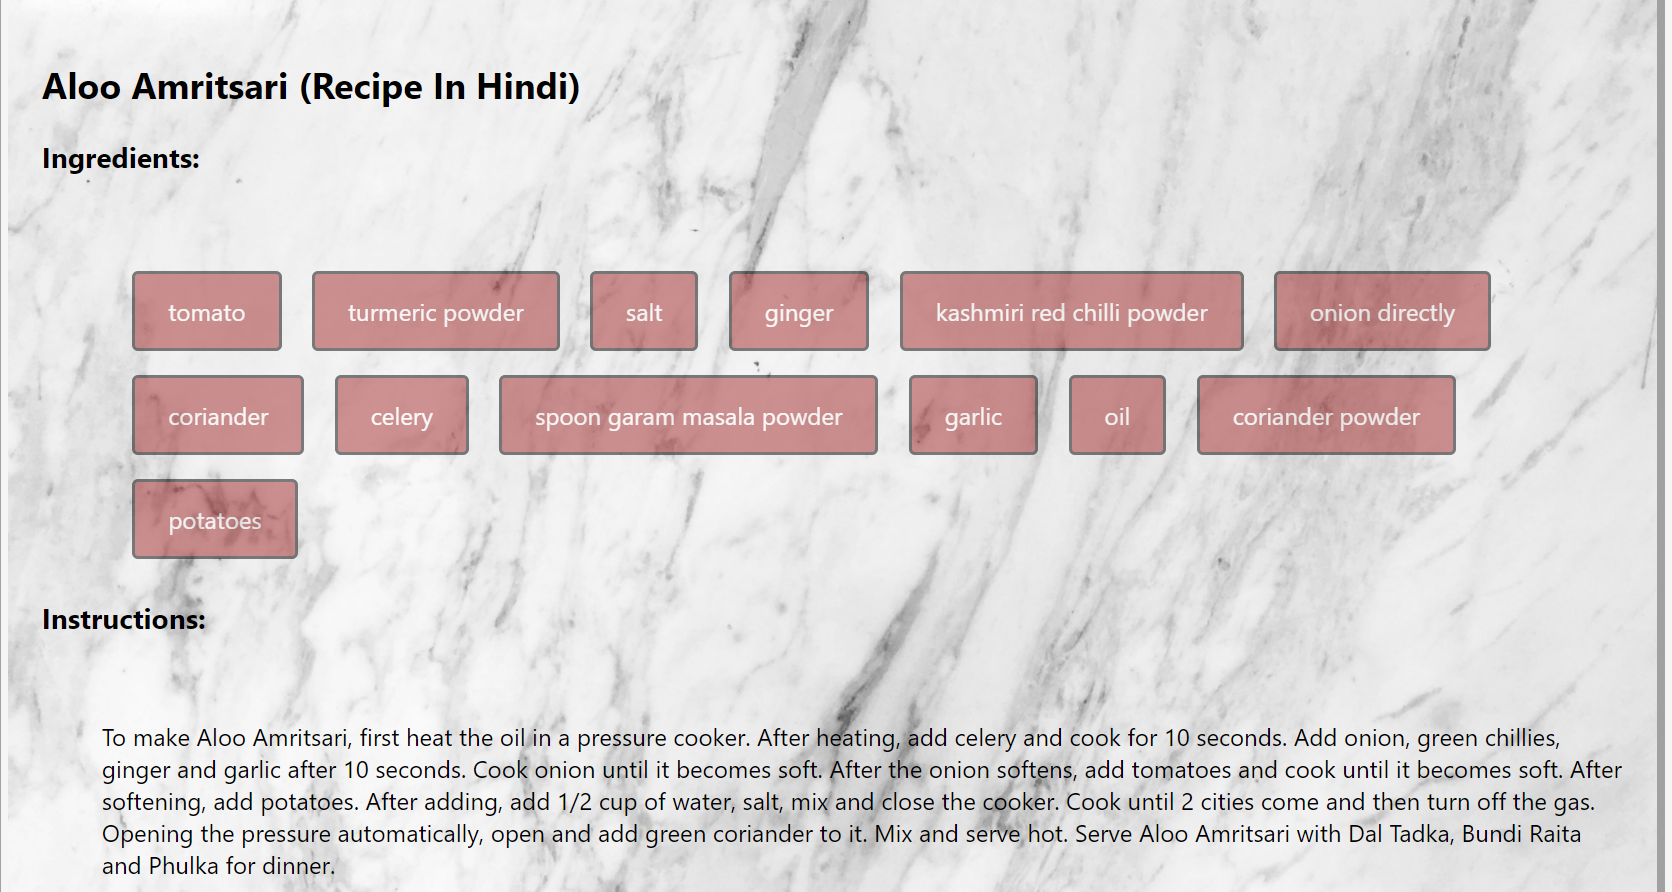 Aloo Amritsari (Recipe In Hindi)
Ingredients:
tomato turmeric powder salt ginger kashmiri red chilli powder onion directly
coriander celery spoon garam masala powder garlic oil coriander powder
potatoes
Instructions:
To make Aloo Amritsari, first heat the oil in a pressure cooker. After heating, add celery and cook for 10 seconds. Add onion, green chillies,
ginger and garlic after 10 seconds. Cook onion until it becomes soft. After the onion softens, add tomatoes and cook until it becomes soft. After
softening, add potatoes. After adding, add 1/2 cup of water, salt, mix and close the cooker. Cook until 2 cities come and then turn off the gas.
Opening the pressure automatically, open and add green coriander to it. Mix and serve hot. Serve Aloo Amritsari with Dal Tadka, Bundi Raita
and Phulka for dinner.